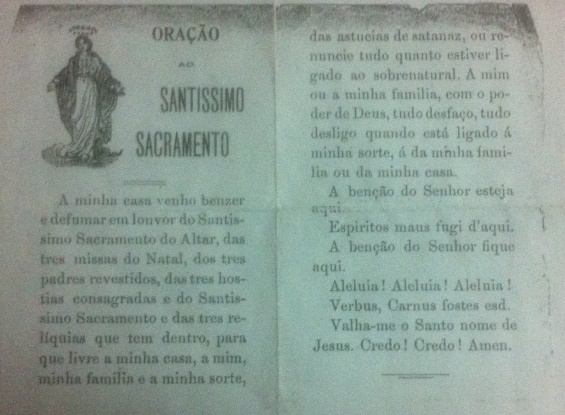 ORAÇÃO
AO
SANTISSIMO
SACRAMENTO
A minha casa venho benzer
e defumar em louvor do Santis-
simo Sacramento do Altar, das
tres missas do Natal, dos tres
padres revestidos, das tres hos-
tias consagradas e do Santis-
simo Sacramento e das tres re-
líquias que tem dentro, para
que livre a minha casa, a mim,
minha familia e a minha sorte,
das astucias de satanaz, ou re-
nuncie tudo quanto estiver li-
gado ao sobrenatural. A mim
ou a minha familia, com o po-
der de Deus, tudo desfaço, tudo
desligo quando está ligado á
minha sorte, á da minha fami-
lia ou da minha casa.
A benção do Senhor esteja
aqui.
Espiritos maus fugi d'aqui.
A benção do Senhor fique
aqui.
Aleluia! Aleluia! Aleluia!
Verbus, Carnus fostes esd.
Valha-me o Santo nome de
Jesus. Credo! Credo! Amen.